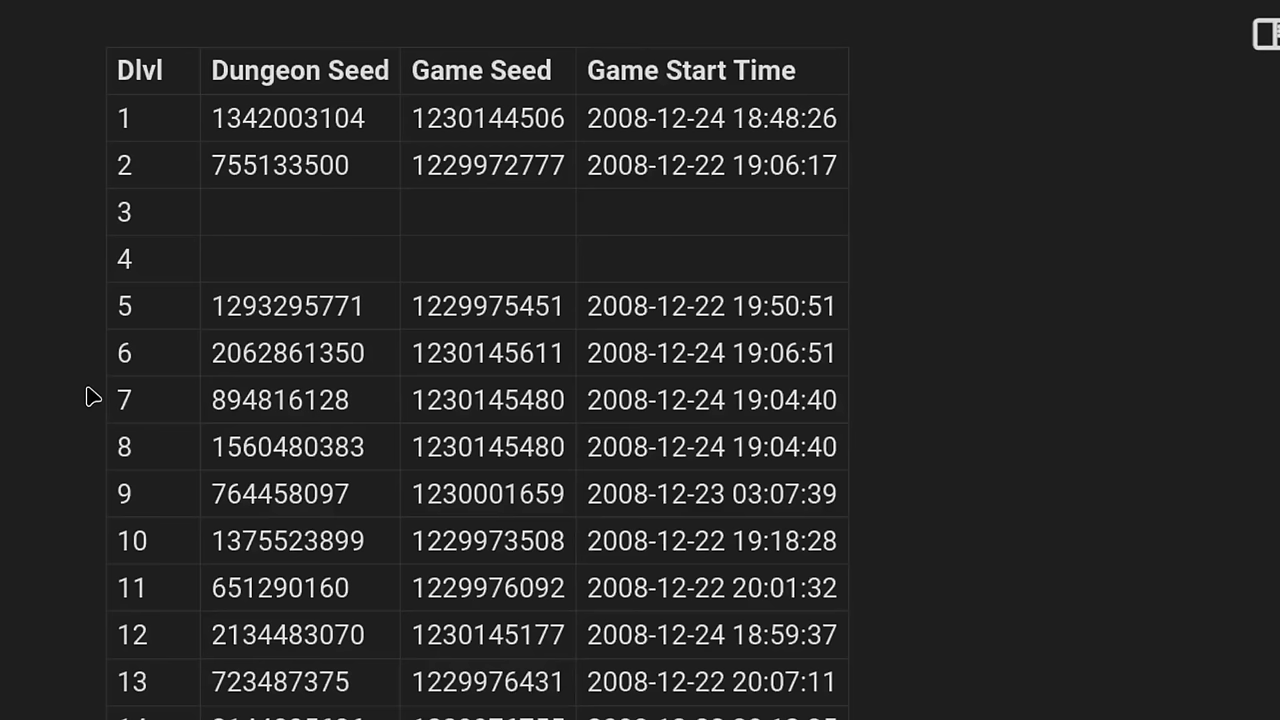 Dlvl Dungeon Seed Game Seed Game Start Time
1 1342003104 1230144506 2008-12-24 18:48:26
2 755133500 1229972777 2008-12-22 19:06:17
3
4
5 1293295771 1229975451 2008-12-22 19:50:51
6 2062861350 1230145611 2008-12-24 19:06:51
7 894816128 1230145480 2008-12-24 19:04:40
8 1560480383 1230145480 2008-12-24 19:04:40
9 764458097 1230001659 2008-12-23 03:07:39
10 1375523899 1229973508 2008-12-22 19:18:28
11 651290160 1229976092 2008-12-22 20:01:32
12 2134483070 1230145177 2008-12-24 18:59:37
13 723487375 1229976431 2008-12-22 20:07:11